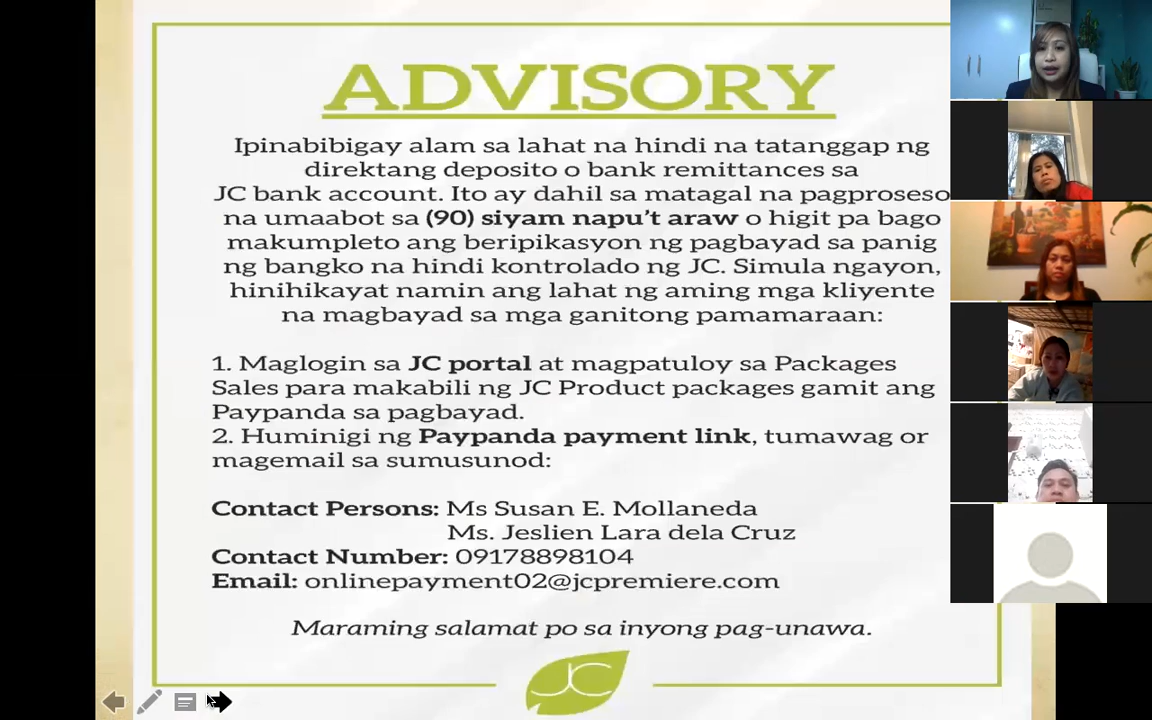 ADVISORY
Ipinabibigay alam sa lahat na hindi na tatanggap ng
direktang deposito o bank remittances sa
JC bank account. Ito ay dahil sa matagal na pagproseso
na umaabot sa (90) siyam napu't araw o higit pa bago
makumpleto ang beripikasyon ng pagbayad sa panig
ng bangko na hindi kontrolado ng JC. Simula ngayon,
hinihikayat namin ang lahat ng aming mga kliyente
na magbayad sa mga ganitong pamamaraan:
1. Maglogin sa JC portal at magpatuloy sa Packages
Sales para makabili ng JC Product packages gamit ang
Paypanda sa pagbayad.
2. Huminigi ng Paypanda payment link, tumawag or
magemail sa sumusunod:
Contact Persons: Ms Susan E. Mollaneda
Ms. Jeslien Lara dela Cruz
Contact Number: 09178898104
Email: onlinepayment02@jcpremiere.com
Maraming salamat po sa inyong pag-unawa.
JC